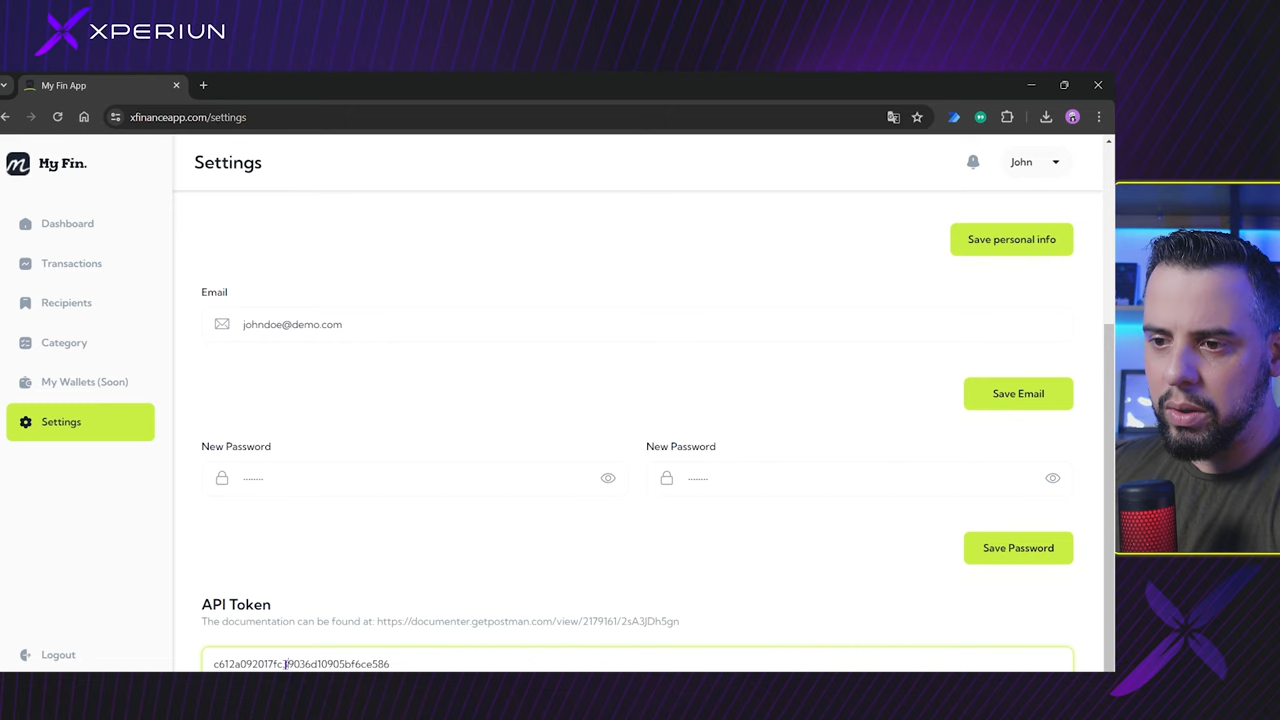 XPERIUN
My Fin App
xfinanceapp.com/settings
My Fin.
Settings
John
Dashboard
Save personal info
Transactions
Email
Recipients
johndoe@demo.com
Category
My Wallets (Soon)
Save Email
Settings
New Password
New Password
Save Password
API Token
The documentation can be found at: https://documenter.getpostman.com/view/2179161/2sA3JDh5gn
Logout